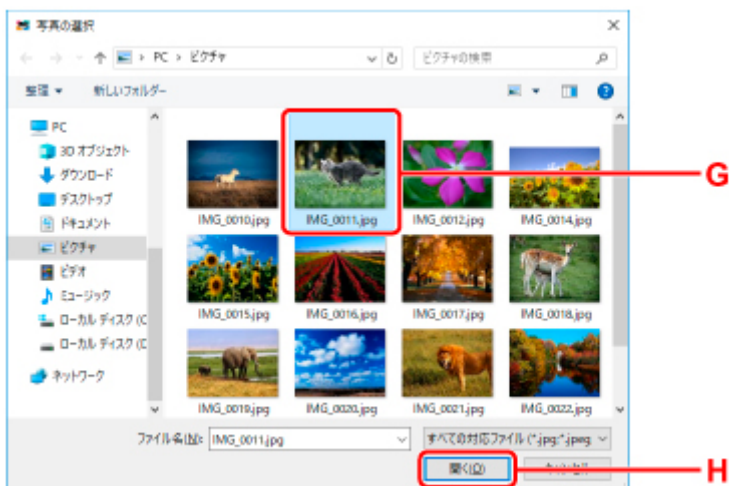 写真の選択
PC › ピクチャ
ピクチャの検索
整理
新しいフォルダー
PC
3D オブジェクト
ダウンロード
デスクトップ
ドキュメント
ピクチャ
ビデオ
ミュージック
ローカル ディスク (C
ローカル ディスク (D
ネットワーク
IMG_0010.jpg IMG_0011.jpg IMG_0012.jpg IMG_0014.jpg
G
IMG_0015.jpg IMG_0016.jpg IMG_0017.jpg IMG_0018.jpg
IMG_0019.jpg IMG_0020.jpg IMG_0021.jpg IMG_0022.jpg
ファイル名(N): IMG_0011.jpg すべての対応ファイル (*.jpg;*.jpeg
開く(O)
H